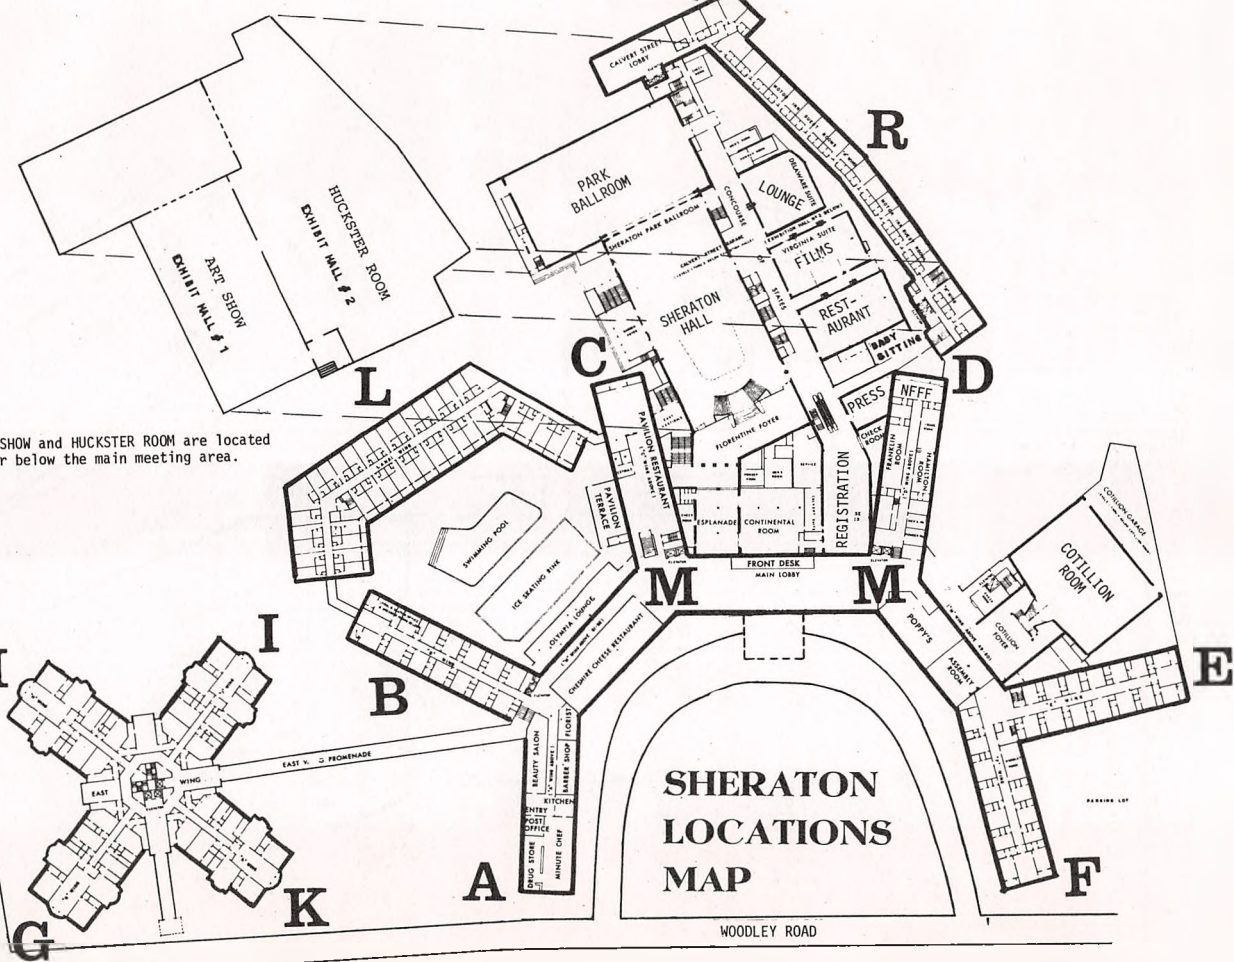 CALVERT STREET
LOBBY
R
PARK
BALLROOM
LOUNGE
DELAWARE SUITE
CONCOURSE
OF
STATES
SHERATON PARK BALLROOM
VIRGINIA SUITE
FILMS
HUCKSTER ROOM
EXHIBIT HALL # 2
ART SHOW
EXHIBIT HALL # 1
SHERATON
HALL
REST-
AURANT
BABY
SITTING
C
D
L
PRESS
NFFF
CHECK
ROOM
FLORENTINE FOYER
PAVILION RESTAURANT
FRANKLIN
ROOM
HAMILTON
ROOM
SHOW and HUCKSTER ROOM are located
r below the main meeting area.
PAVILION
TERRACE
REGISTRATION
ESPLANADE
CONTINENTAL
ROOM
SWIMMING POOL
ICE SKATING RINK
COTILLION GARAGE
COTILLION
ROOM
FRONT DESK
MAIN LOBBY
M
M
OLYMPIA LOUNGE
CHESHIRE CHEESE RESTAURANT
POPPY'S
COTILLION
FOYER
ASSEMBLY
ROOM
I
B
E
EAST
WING
PROMENADE
BEAUTY SALON
BARBER SHOP
FLORIST
KITCHEN
ENTRY
POST
OFFICE
DRUG STORE
MINUTE CHEF
PARKING LOT
SHERATON
LOCATIONS
MAP
A
F
K
G
WOODLEY ROAD